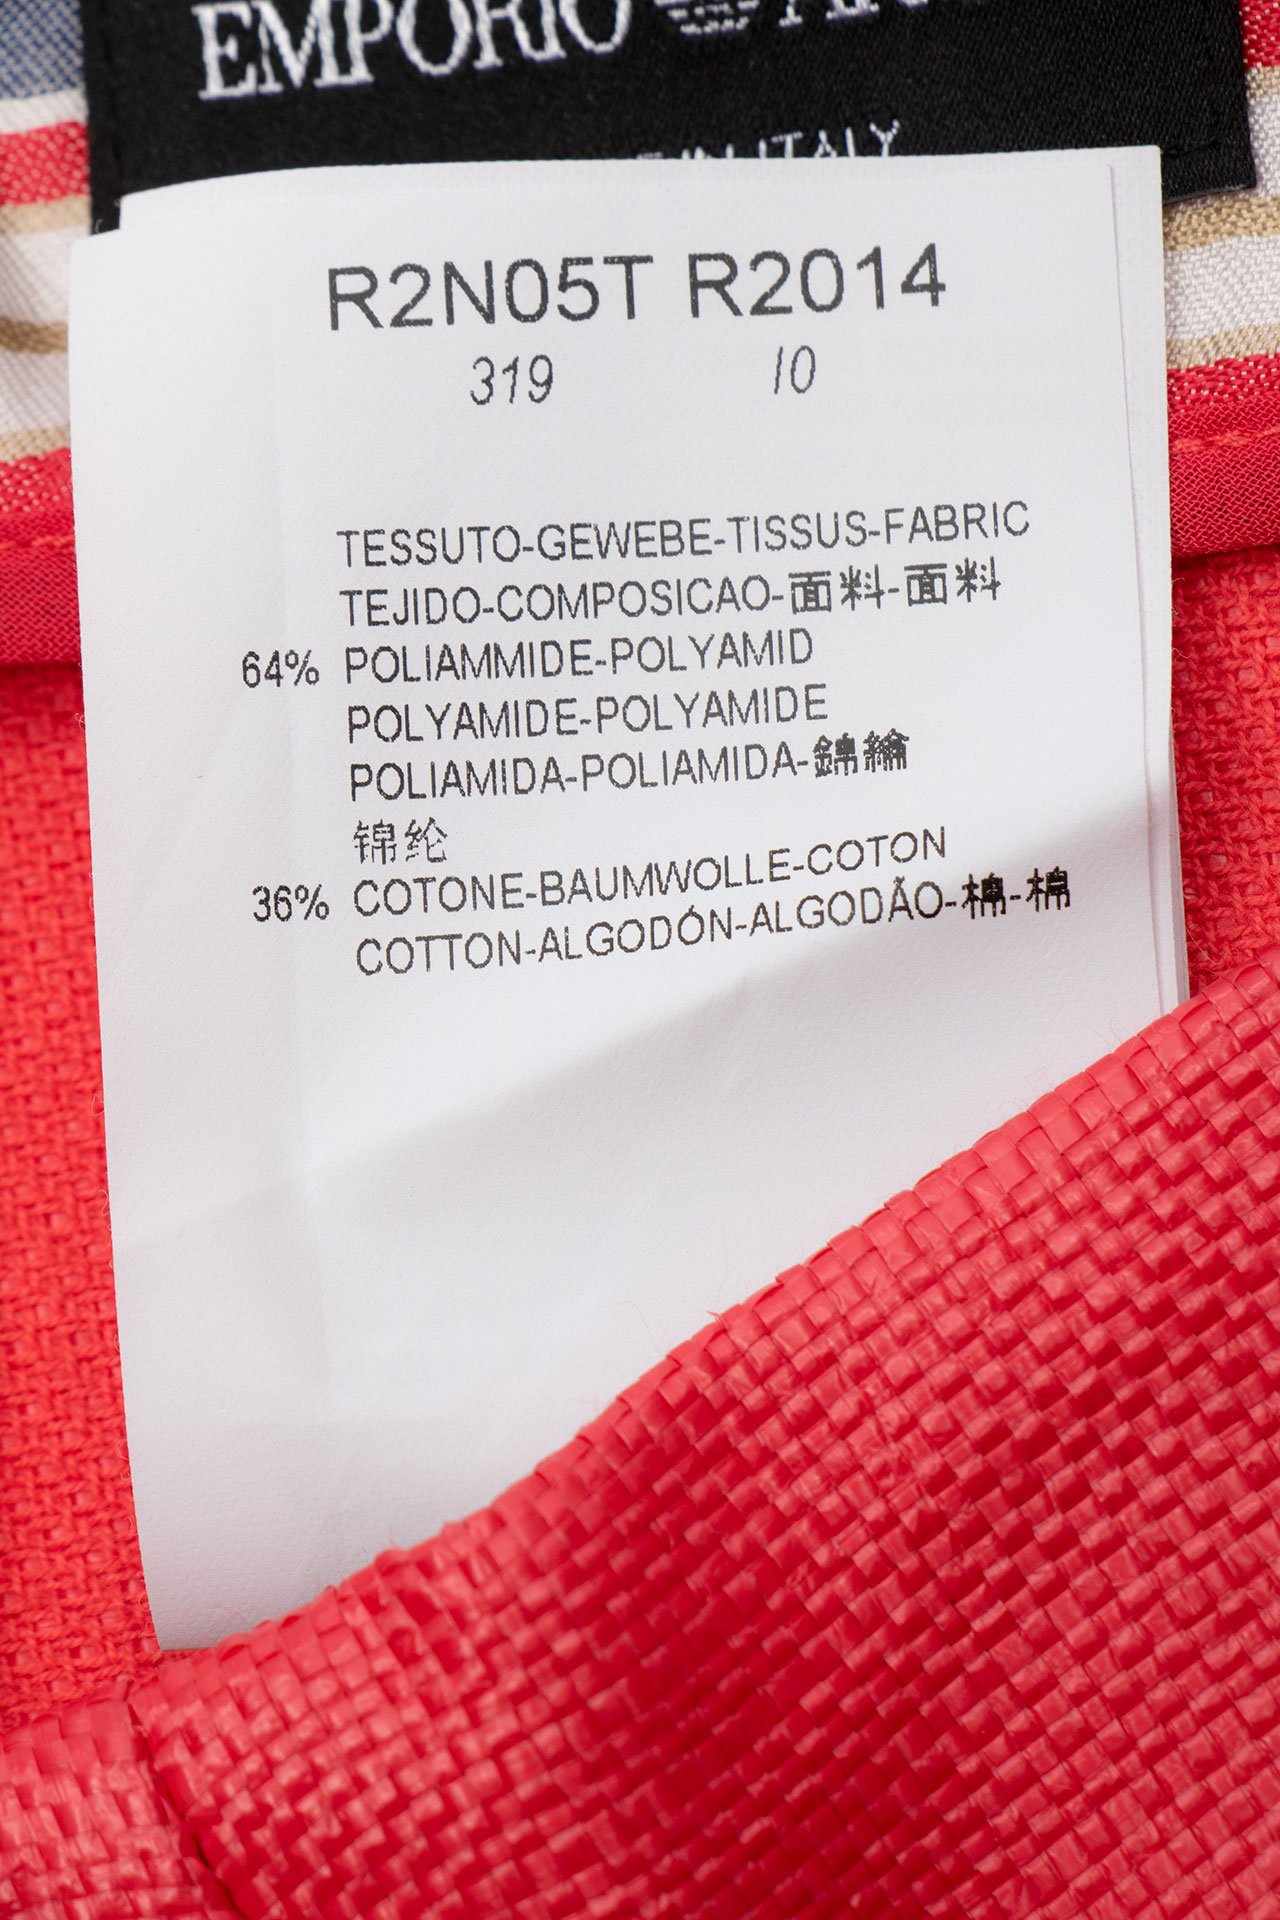 EMPORIO
ITALY
R2N05T R2014
319 10
TESSUTO-GEWEBE-TISSUS-FABRIC
TEJIDO-COMPOSICAO-面料-面料
64% POLIAMMIDE-POLYAMID
POLYAMIDE-POLYAMIDE
POLIAMIDA-POLIAMIDA-錦綸
锦纶
36% COTONE-BAUMWOLLE-COTON
COTTON-ALGODÓN-ALGODÃO-棉-棉